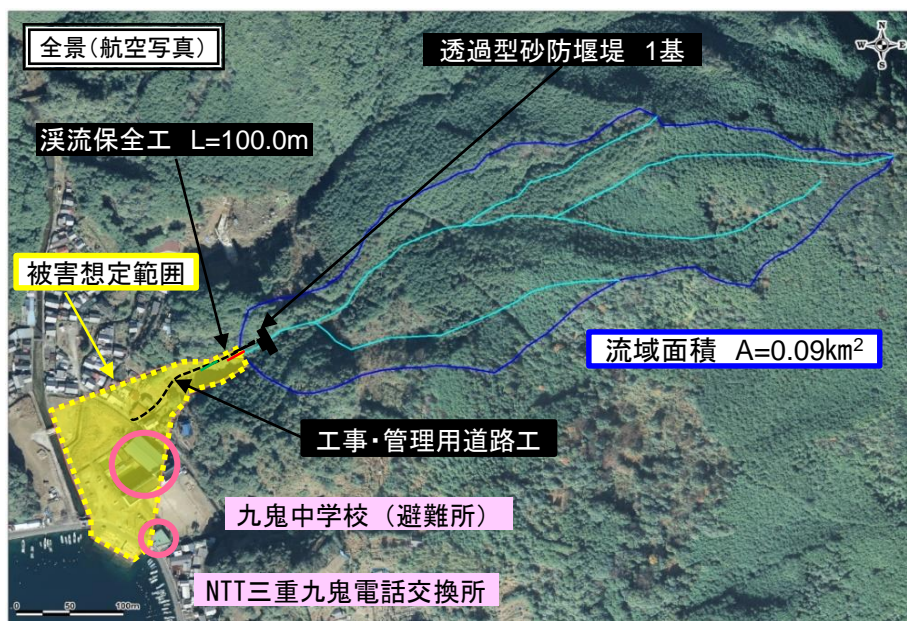 全景(航空写真)
透過型砂防堰堤 1基
N
W
E
S
渓流保全工 L=100.0m
被害想定範囲
流域面積 A=0.09km²
工事・管理用道路工
九鬼中学校 (避難所)
NTT三重九鬼電話交換所
0 50 100m